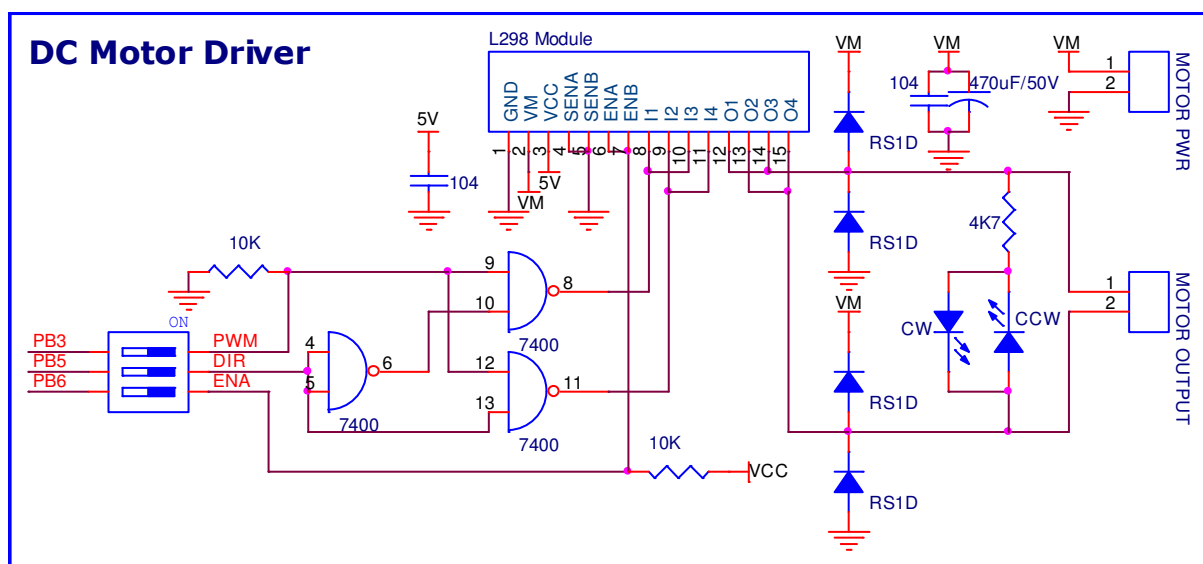 DC Motor Driver
L298 Module
GND
VM
VCC
SENA
SENB
ENA
ENB
I1
I2
I3
I4
O1
O2
O3
O4
1
2
3
4
5
6
7
8
9
10
11
12
13
14
15
5V
104
VM
5V
VM
RS1D
RS1D
VM
104
470uF/50V
VM
1
2
MOTOR PWR
10K
ON
PB3
PB5
PB6
PWM
DIR
ENA
4
5
6
7400
9
10
8
7400
12
13
11
7400
10K
VCC
VM
RS1D
RS1D
4K7
CW
CCW
1
2
MOTOR OUTPUT